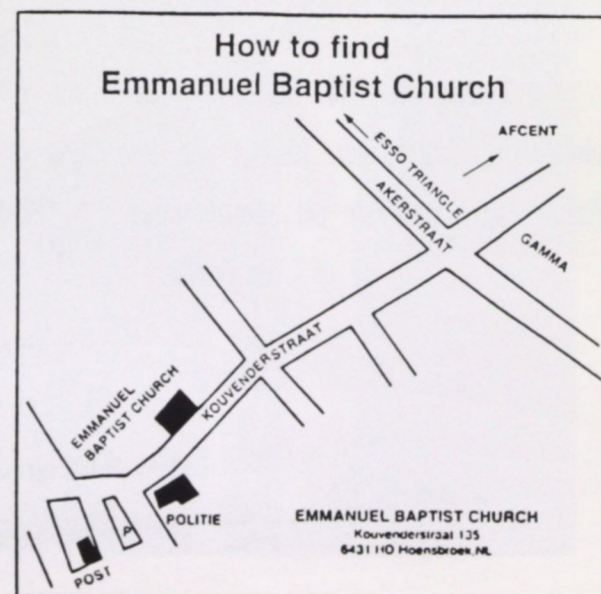 How to find
Emmanuel Baptist Church
AFCENT
ESSO TRIANGLE
AKERSTRAAT
GAMMA
KOUVENDERSTRAAT
EMMANUEL
BAPTIST CHURCH
POLITIE
P
POST
EMMANUEL BAPTIST CHURCH
Kouvenderstraat 135
6431 HD Hoensbroek, NL